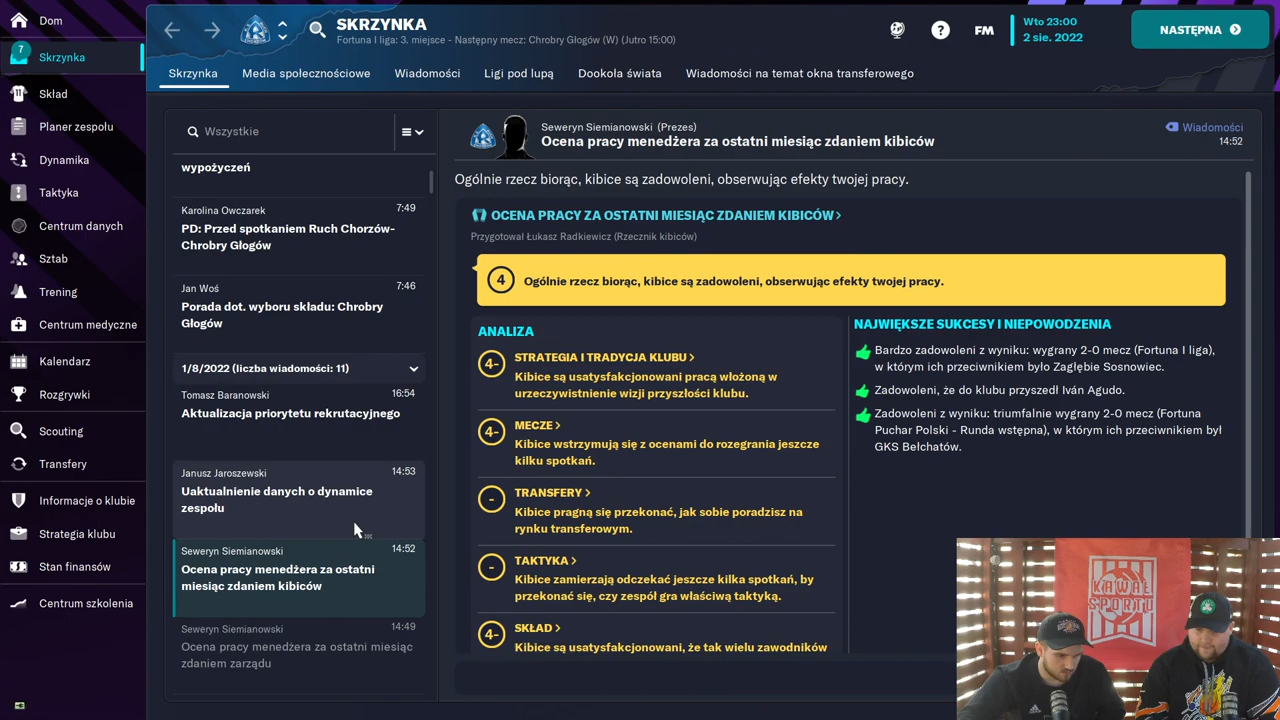 Dom
7
Skrzynka
11
Skład
Planer zespołu
Dynamika
Taktyka
Centrum danych
Sztab
Trening
Centrum medyczne
Kalendarz
Rozgrywki
Scouting
Transfery
Informacje o klubie
Strategia klubu
Stan finansów
Centrum szkolenia
SKRZYNKA
Fortuna I liga: 3. miejsce - Następny mecz: Chrobry Głogów (W) (Jutro 15:00)
?
FM
Wto 23:00
2 sie. 2022
NASTĘPNA
Skrzynka
Media społecznościowe
Wiadomości
Ligi pod lupą
Dookoła świata
Wiadomości na temat okna transferowego
Wszystkie
wypożyczeń
Karolina Owczarek
7:49
PD: Przed spotkaniem Ruch Chorzów-
Chrobry Głogów
Jan Woś
7:46
Porada dot. wyboru składu: Chrobry
Głogów
1/8/2022 (liczba wiadomości: 11)
Tomasz Baranowski
16:54
Aktualizacja priorytetu rekrutacyjnego
Janusz Jaroszewski
14:53
Uaktualnienie danych o dynamice
zespołu
Seweryn Siemianowski
14:52
Ocena pracy menedżera za ostatni
miesiąc zdaniem kibiców
Seweryn Siemianowski
14:49
Ocena pracy menedżera za ostatni miesiąc
zdaniem zarządu
Seweryn Siemianowski (Prezes)
Ocena pracy menedżera za ostatni miesiąc zdaniem kibiców
Wiadomości
14:52
Ogólnie rzecz biorąc, kibice są zadowoleni, obserwując efekty twojej pracy.
OCENA PRACY ZA OSTATNI MIESIĄC ZDANIEM KIBICÓW
Przygotował Łukasz Radkiewicz (Rzecznik kibiców)
4
Ogólnie rzecz biorąc, kibice są zadowoleni, obserwując efekty twojej pracy.
ANALIZA
4-
STRATEGIA I TRADYCJA KLUBU
Kibice są usatysfakcjonowani pracą włożoną w
urzeczywistnienie wizji przyszłości klubu.
4-
MECZE
Kibice wstrzymują się z ocenami do rozegrania jeszcze
kilku spotkań.
-
TRANSFERY
Kibice pragną się przekonać, jak sobie poradzisz na
rynku transferowym.
-
TAKTYKA
Kibice zamierzają odczekać jeszcze kilka spotkań, by
przekonać się, czy zespół gra właściwą taktyką.
4-
SKŁAD
Kibice są usatysfakcjonowani, że tak wielu zawodników
NAJWIĘKSZE SUKCESY I NIEPOWODZENIA
Bardzo zadowoleni z wyniku: wygrany 2-0 mecz (Fortuna I liga),
w którym ich przeciwnikiem było Zagłębie Sosnowiec.
Zadowoleni, że do klubu przyszedł Iván Agudo.
Zadowoleni z wyniku: triumfalnie wygrany 2-0 mecz (Fortuna
Puchar Polski - Runda wstępna), w którym ich przeciwnikiem był
GKS Bełchatów.
KAWAŁ
SPORTU